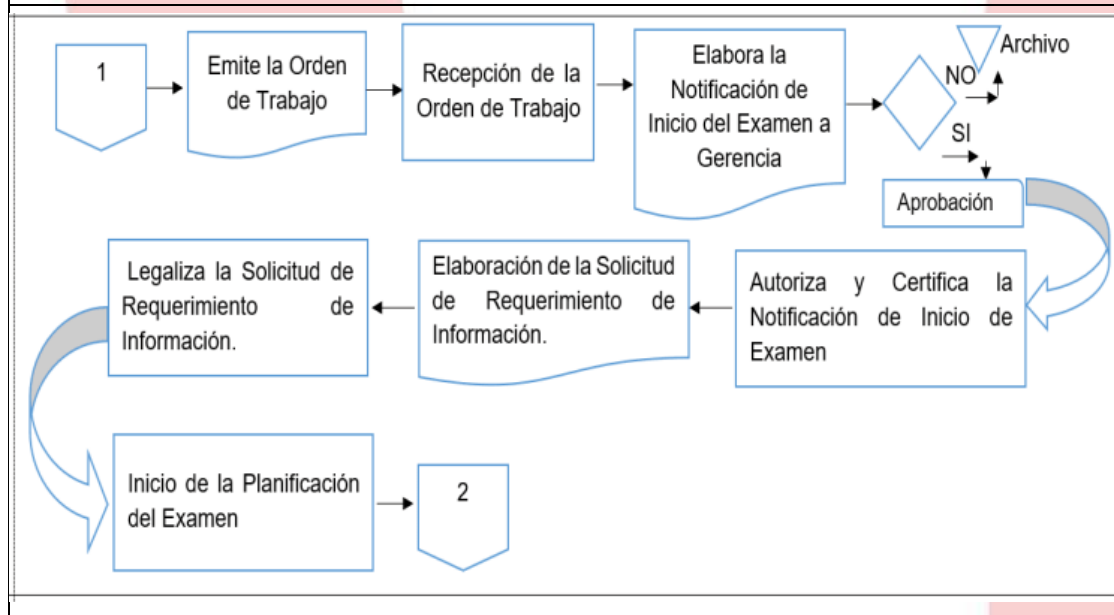 1
Emite la Orden
de Trabajo
Recepción de la
Orden de Trabajo
Elabora la
Notificación de
Inicio del Examen a
Gerencia
NO
Archivo
SI
Aprobación
Autoriza y Certifica la
Notificación de Inicio de
Examen
Elaboración de la Solicitud
de Requerimiento de
Información.
Legaliza la Solicitud de
Requerimiento de
Información.
Inicio de la Planificación
del Examen
2